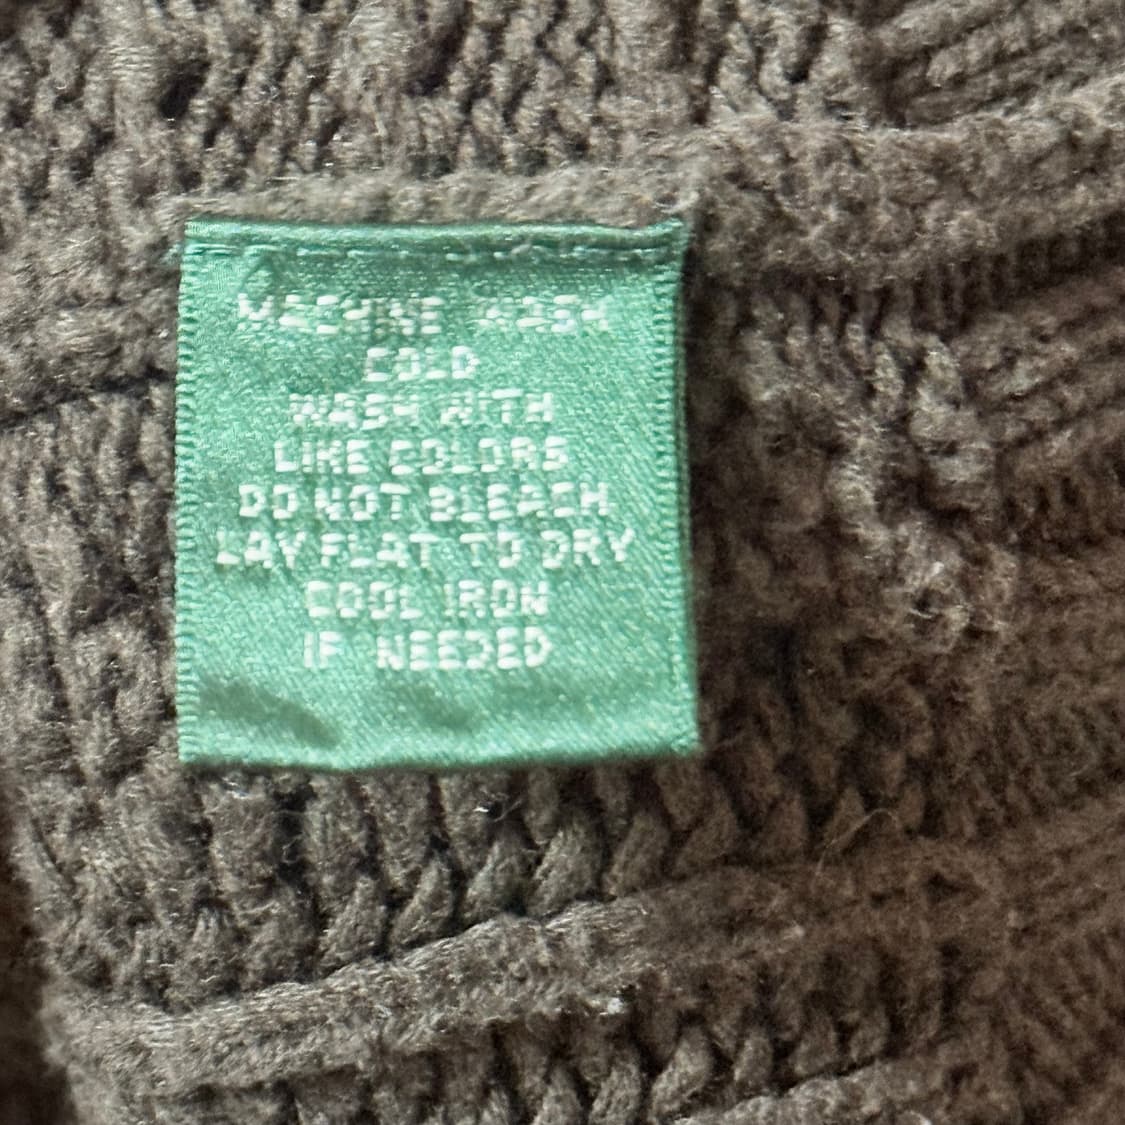 MACHINE WASH
COLD
WASH WITH
LIKE COLORS
DO NOT BLEACH
LAY FLAT TO DRY
COOL IRON
IF NEEDED